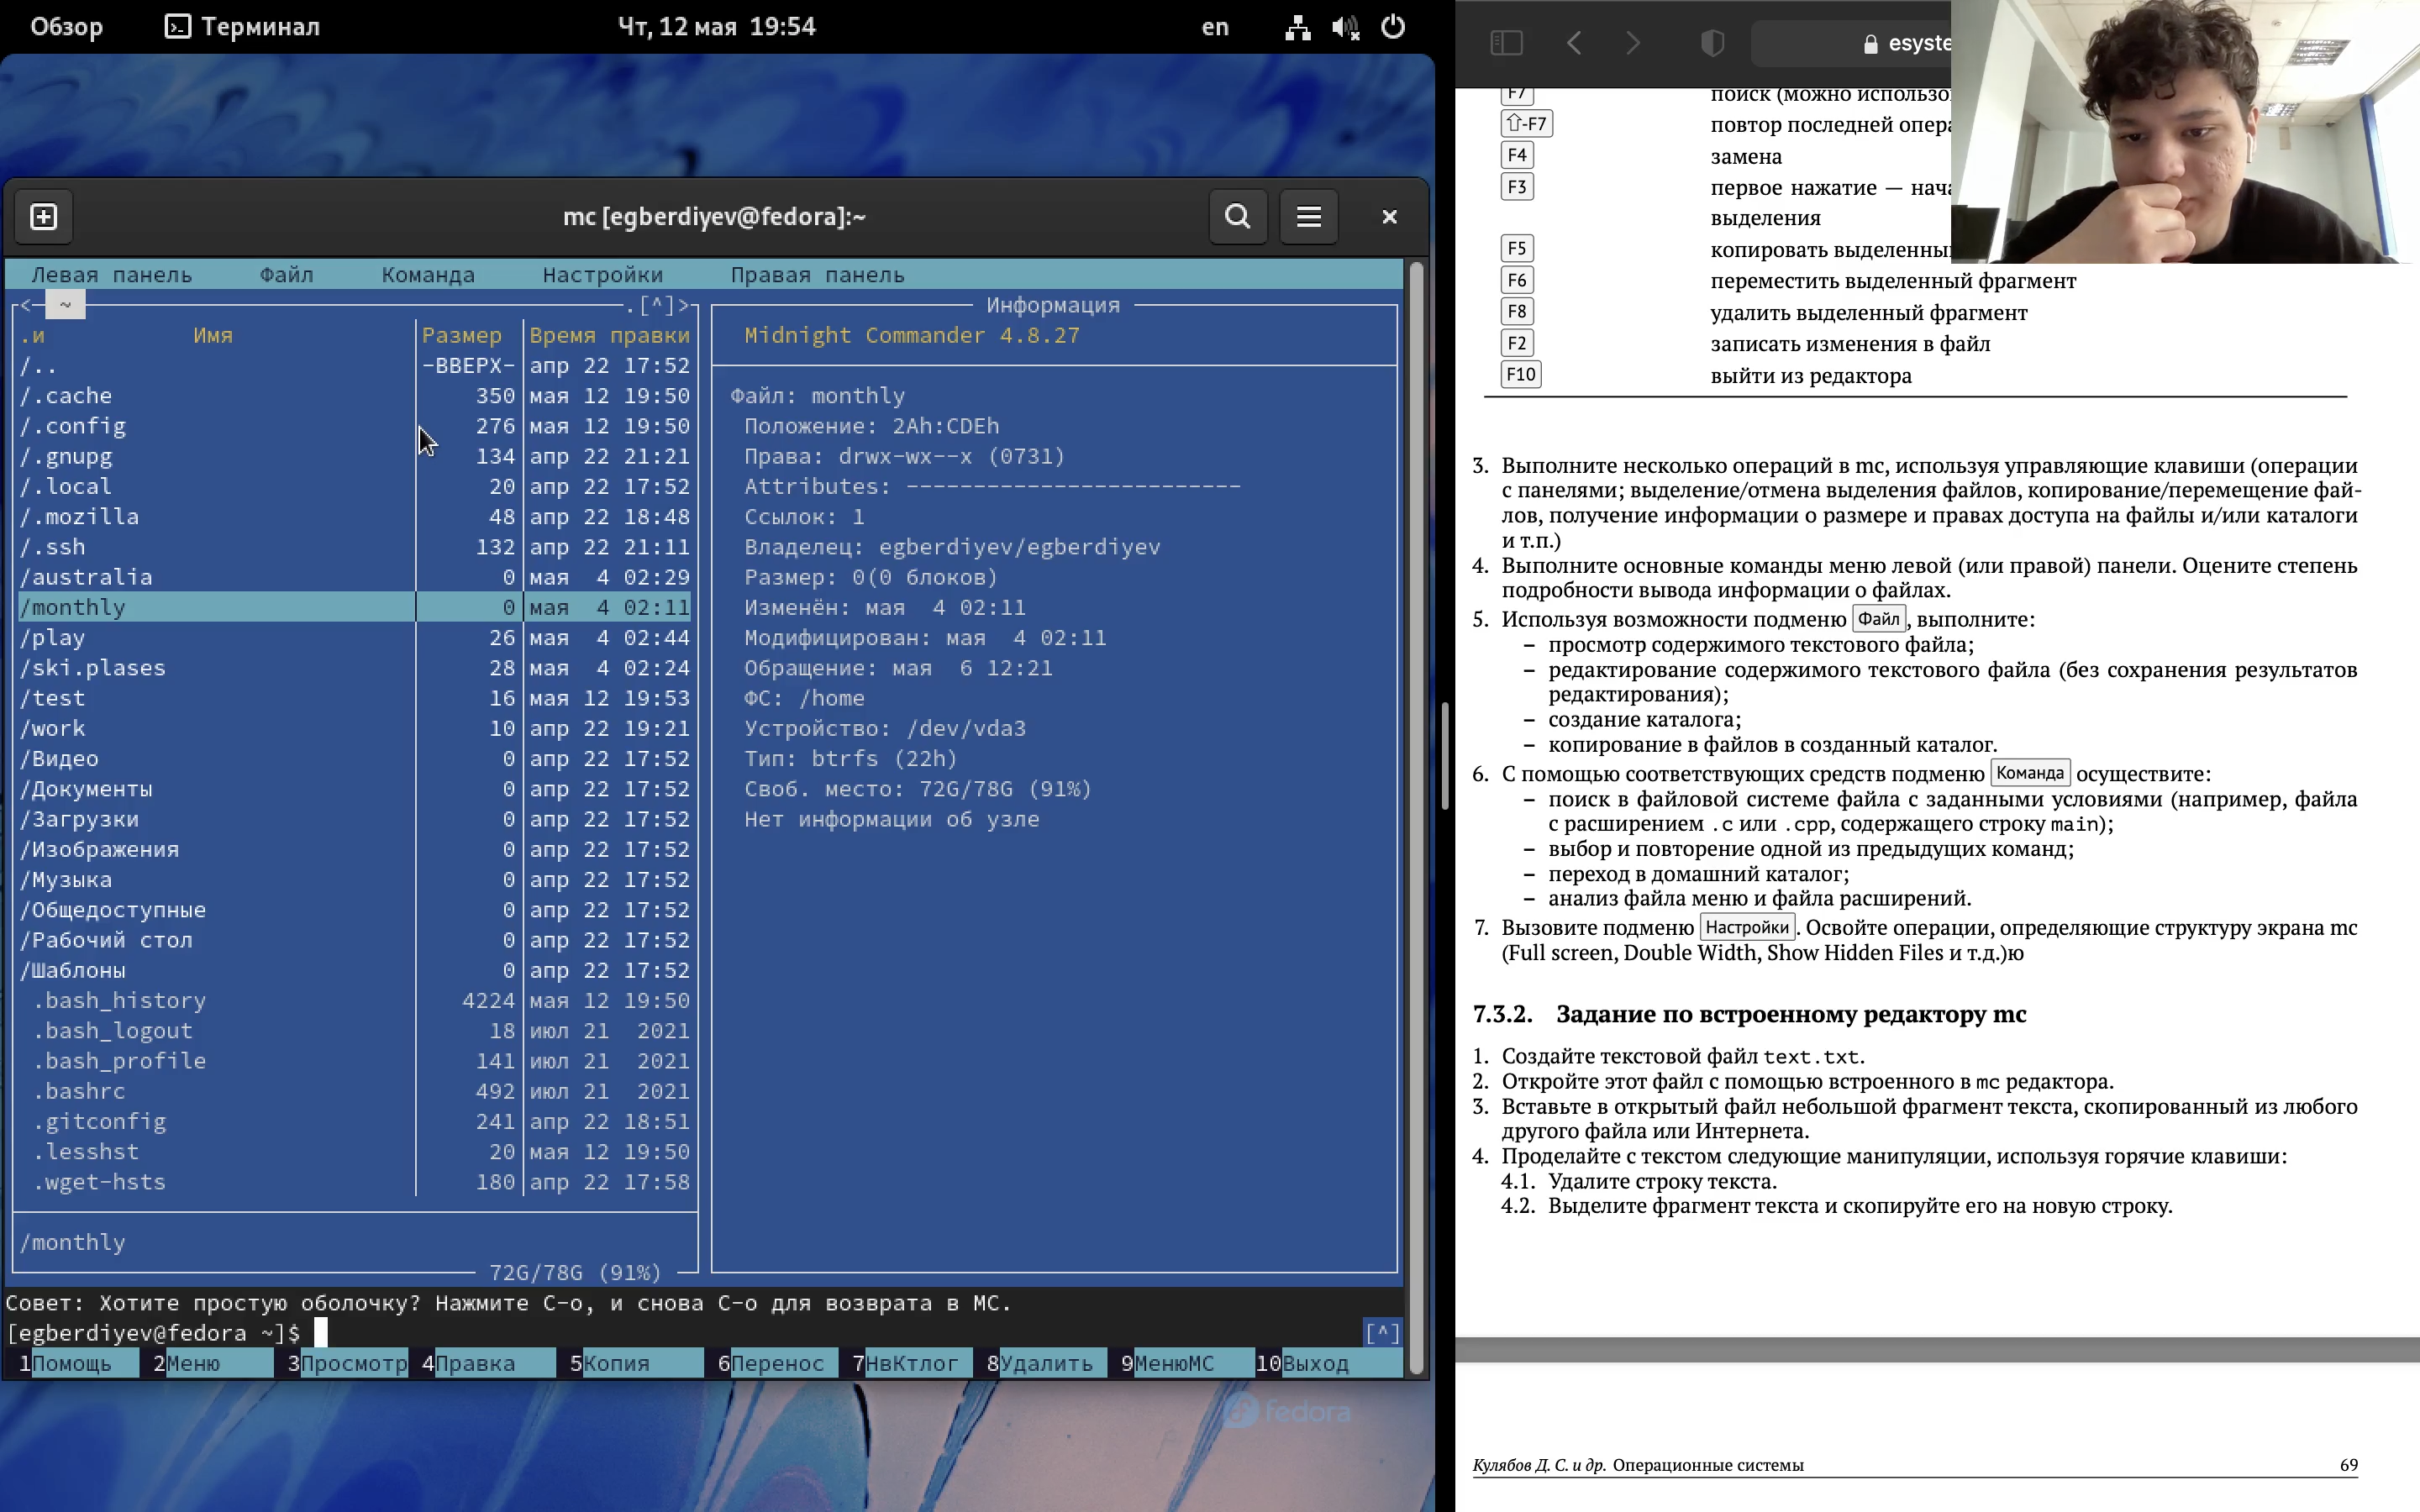 Обзор
Терминал
Чт, 12 мая 19:54
en
mc [egberdiyev@fedora]:~
Левая панель Файл Команда Настройки Правая панель
<─ ~ .[^]>
.и Имя Размер Время правки
/.. -ВВЕРХ- апр 22 17:52
/.cache 350 мая 12 19:50
/.config 276 мая 12 19:50
/.gnupg 134 апр 22 21:21
/.local 20 апр 22 17:52
/.mozilla 48 апр 22 18:48
/.ssh 132 апр 22 21:11
/australia 0 мая 4 02:29
/monthly 0 мая 4 02:11
/play 26 мая 4 02:44
/ski.plases 28 мая 4 02:24
/test 16 мая 12 19:53
/work 10 апр 22 19:21
/Видео 0 апр 22 17:52
/Документы 0 апр 22 17:52
/Загрузки 0 апр 22 17:52
/Изображения 0 апр 22 17:52
/Музыка 0 апр 22 17:52
/Общедоступные 0 апр 22 17:52
/Рабочий стол 0 апр 22 17:52
/Шаблоны 0 апр 22 17:52
.bash_history 4224 мая 12 19:50
.bash_logout 18 июл 21 2021
.bash_profile 141 июл 21 2021
.bashrc 492 июл 21 2021
.gitconfig 241 апр 22 18:51
.lesshst 20 мая 12 19:50
.wget-hsts 180 апр 22 17:58
/monthly
72G/78G (91%)
Информация
Midnight Commander 4.8.27
Файл: monthly
Положение: 2Ah:CDEh
Права: drwx-wx--x (0731)
Attributes: -------------------------
Ссылок: 1
Владелец: egberdiyev/egberdiyev
Размер: 0(0 блоков)
Изменён: мая 4 02:11
Модифицирован: мая 4 02:11
Обращение: мая 6 12:21
ФС: /home
Устройство: /dev/vda3
Тип: btrfs (22h)
Своб. место: 72G/78G (91%)
Нет информации об узле
Совет: Хотите простую оболочку? Нажмите C-o, и снова C-o для возврата в MC.
[egberdiyev@fedora ~]$ [^]
1Помощь 2Меню 3Просмотр 4Правка 5Копия 6Перенос 7НвКтлог 8Удалить 9МенюMC 10Выход
fedora
esyste
F7 поиск (можно использо
⇧-F7 повтор последней опера
F4 замена
F3 первое нажатие — нача
выделения
F5 копировать выделенны
F6 переместить выделенный фрагмент
F8 удалить выделенный фрагмент
F2 записать изменения в файл
F10 выйти из редактора
3. Выполните несколько операций в mc, используя управляющие клавиши (операции
с панелями; выделение/отмена выделения файлов, копирование/перемещение фай-
лов, получение информации о размере и правах доступа на файлы и/или каталоги
и т.п.)
4. Выполните основные команды меню левой (или правой) панели. Оцените степень
подробности вывода информации о файлах.
5. Используя возможности подменю Файл , выполните:
– просмотр содержимого текстового файла;
– редактирование содержимого текстового файла (без сохранения результатов
редактирования);
– создание каталога;
– копирование в файлов в созданный каталог.
6. С помощью соответствующих средств подменю Команда осуществите:
– поиск в файловой системе файла с заданными условиями (например, файла
с расширением .c или .cpp, содержащего строку main);
– выбор и повторение одной из предыдущих команд;
– переход в домашний каталог;
– анализ файла меню и файла расширений.
7. Вызовите подменю Настройки . Освойте операции, определяющие структуру экрана mc
(Full screen, Double Width, Show Hidden Files и т.д.)ю
7.3.2. Задание по встроенному редактору mc
1. Создайте текстовой файл text.txt.
2. Откройте этот файл с помощью встроенного в mc редактора.
3. Вставьте в открытый файл небольшой фрагмент текста, скопированный из любого
другого файла или Интернета.
4. Проделайте с текстом следующие манипуляции, используя горячие клавиши:
4.1. Удалите строку текста.
4.2. Выделите фрагмент текста и скопируйте его на новую строку.
Кулябов Д. С. и др. Операционные системы 69